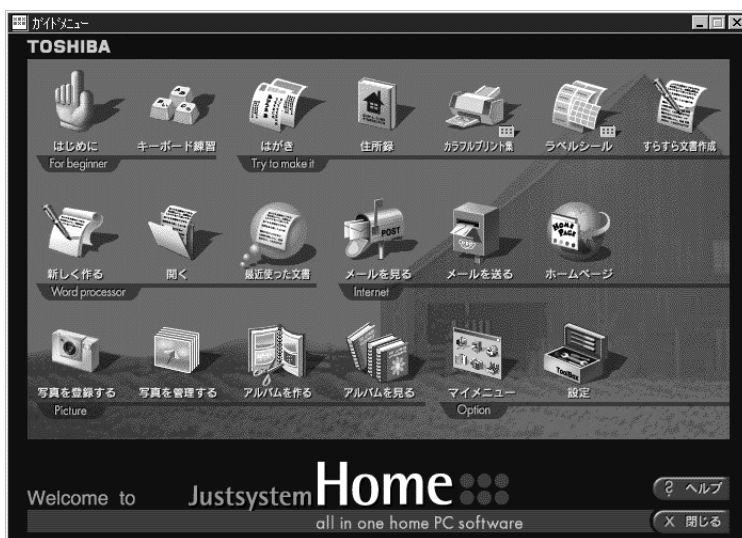 ガイドメニュー
TOSHIBA
はじめに キーボード練習 はがき 住所録 カラフルプリント集 ラベルシール すらすら文書作成
For beginner Try to make it
POST
HOME PAGE
新しく作る 開く 最近使った文書 メールを見る メールを送る ホームページ
Word processor Internet
ToolBox
写真を登録する 写真を管理する アルバムを作る アルバムを見る マイメニュー 設定
Picture Option
Welcome to Justsystem Home
? ヘルプ
all in one home PC software
X 閉じる